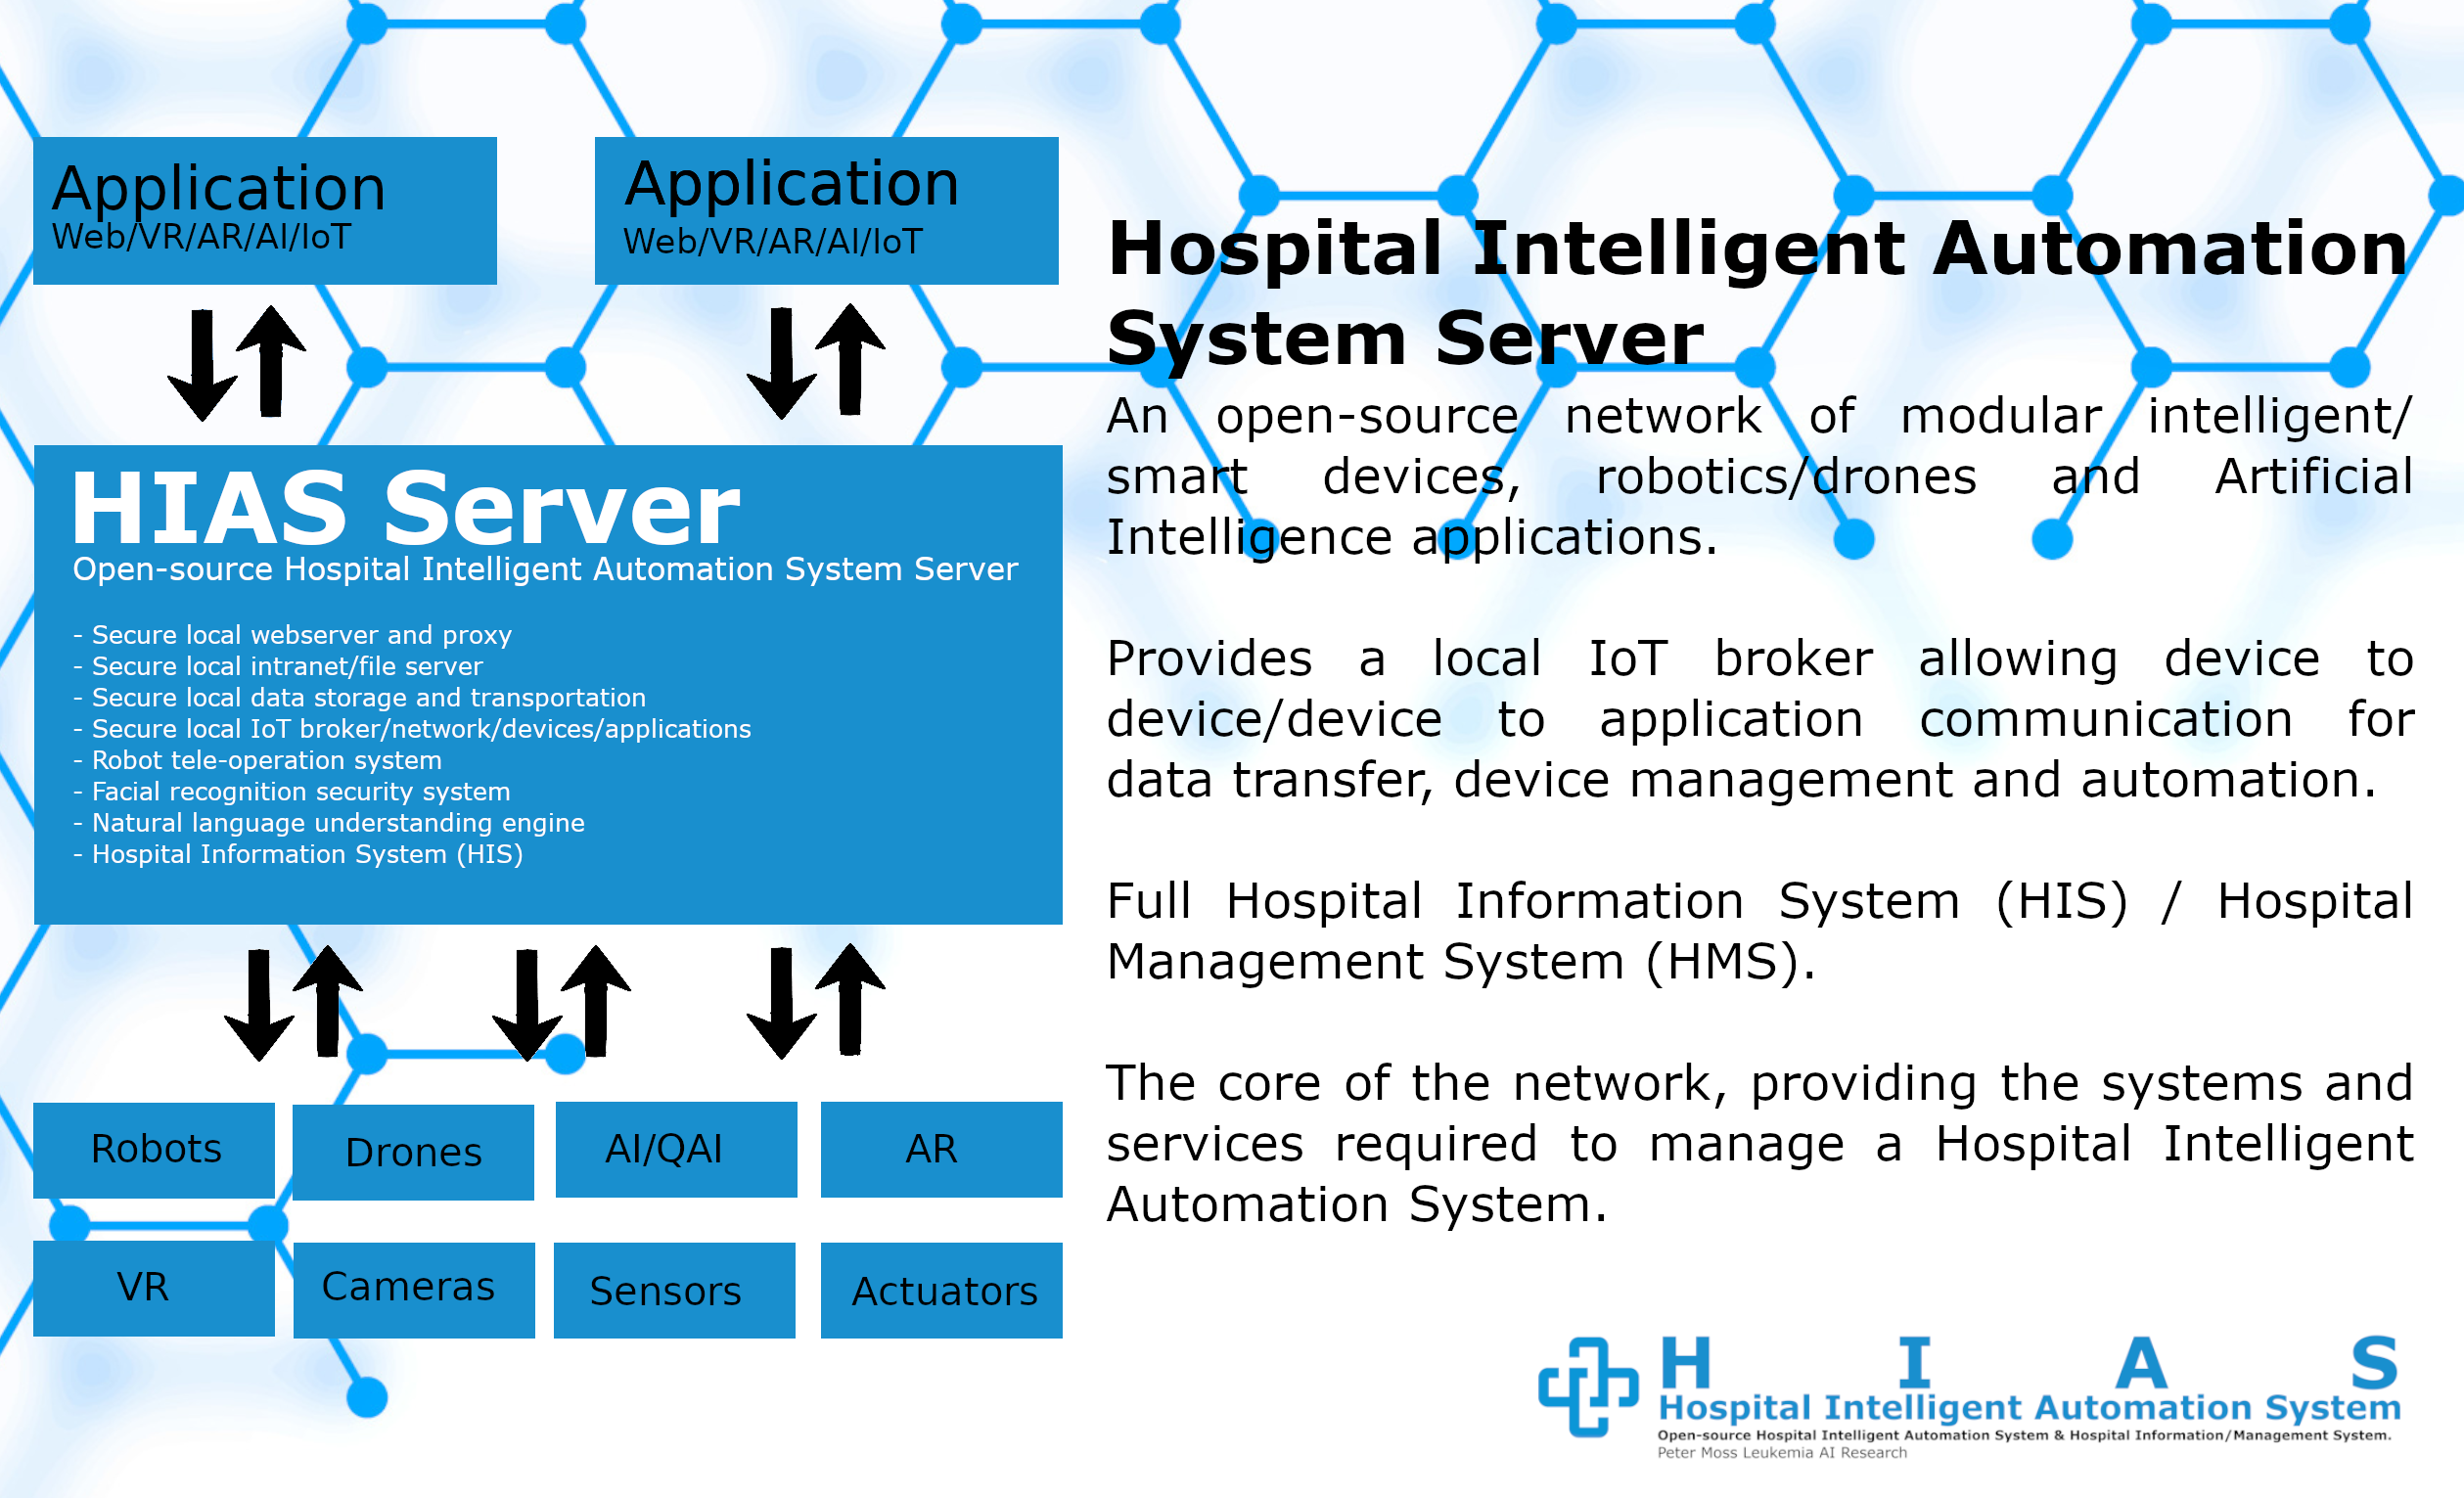 Application
Web/VR/AR/AI/IoT
Application
Web/VR/AR/AI/IoT
HIAS Server
Open-source Hospital Intelligent Automation System Server
- Secure local webserver and proxy
- Secure local intranet/file server
- Secure local data storage and transportation
- Secure local IoT broker/network/devices/applications
- Robot tele-operation system
- Facial recognition security system
- Natural language understanding engine
- Hospital Information System (HIS)
Robots
Drones
AI/QAI
AR
VR
Cameras
Sensors
Actuators
Hospital Intelligent Automation
System Server
An open-source network of modular intelligent/
smart devices, robotics/drones and Artificial
Intelligence applications.
Provides a local IoT broker allowing device to
device/device to application communication for
data transfer, device management and automation.
Full Hospital Information System (HIS) / Hospital
Management System (HMS).
The core of the network, providing the systems and
services required to manage a Hospital Intelligent
Automation System.
H I A S
Hospital Intelligent Automation System
Open-source Hospital Intelligent Automation System & Hospital Information/Management System.
Peter Moss Leukemia AI Research